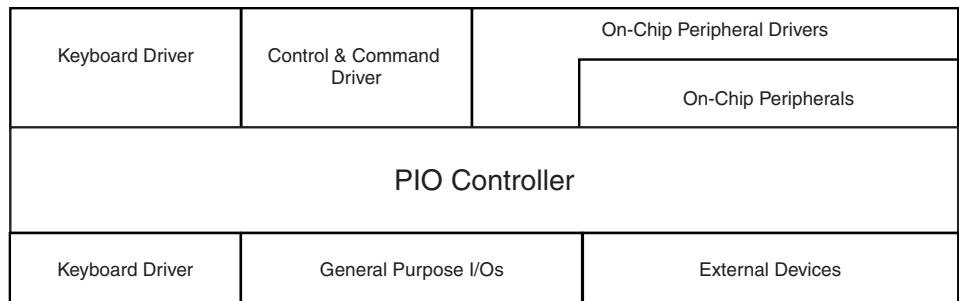 Keyboard Driver
Control & Command
Driver
On-Chip Peripheral Drivers
On-Chip Peripherals
PIO Controller
Keyboard Driver
General Purpose I/Os
External Devices